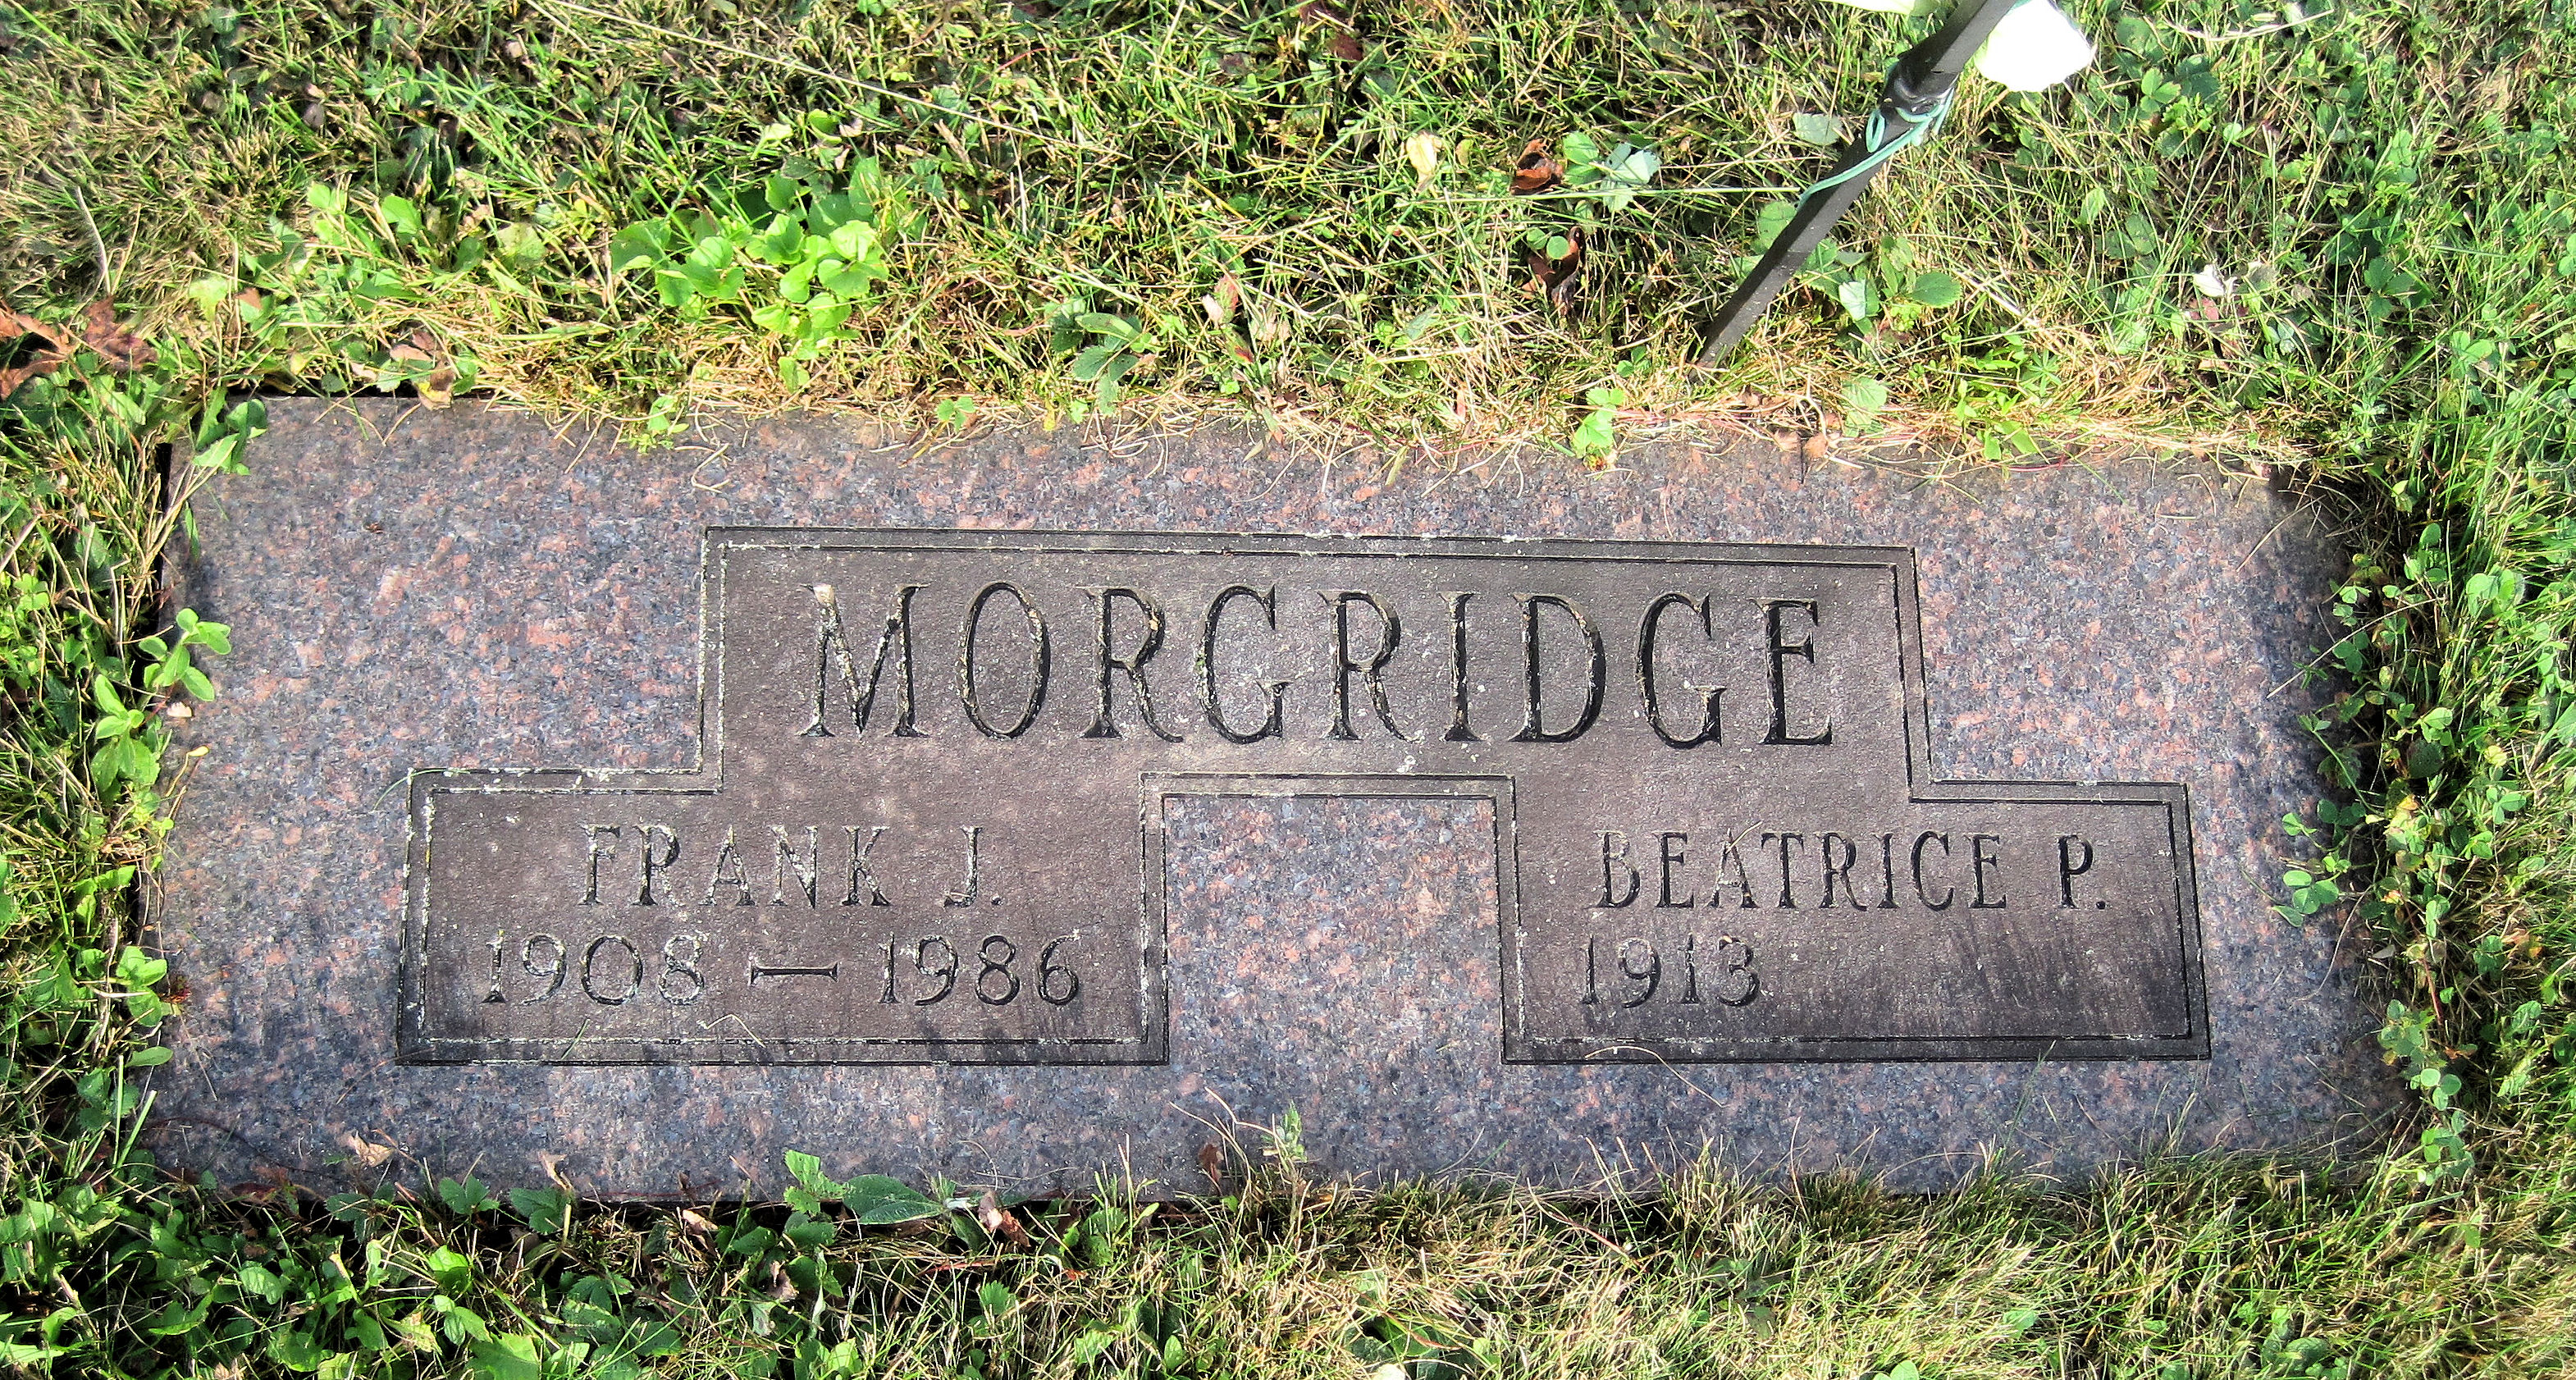 MORGRIDGE
FRANK J.
1908 — 1986
BEATRICE P.
1913